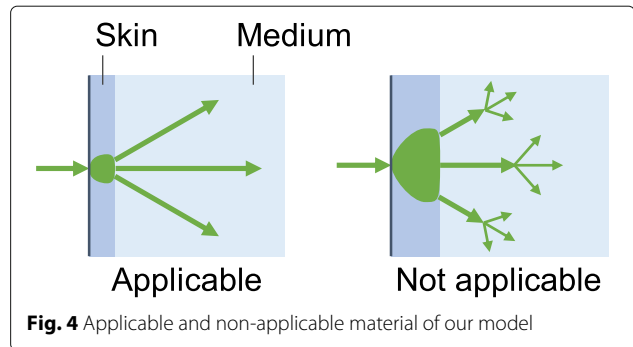 Skin Medium
Applicable Not applicable
Fig. 4 Applicable and non-applicable material of our model